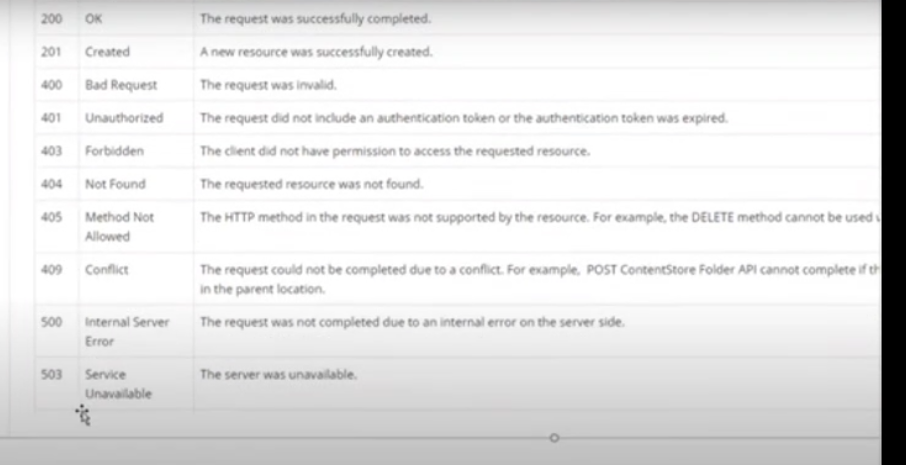 200 OK The request was successfully completed.
201 Created A new resource was successfully created.
400 Bad Request The request was invalid.
401 Unauthorized The request did not include an authentication token or the authentication token was expired.
403 Forbidden The client did not have permission to access the requested resource.
404 Not Found The requested resource was not found.
405 Method Not The HTTP method in the request was not supported by the resource. For example, the DELETE method cannot be used
Allowed
409 Conflict The request could not be completed due to a conflict. For example, POST ContentStore Folder API cannot complete if
in the parent location.
500 Internal Server The request was not completed due to an internal error on the server side.
Error
503 Service The server was unavailable.
Unavailable